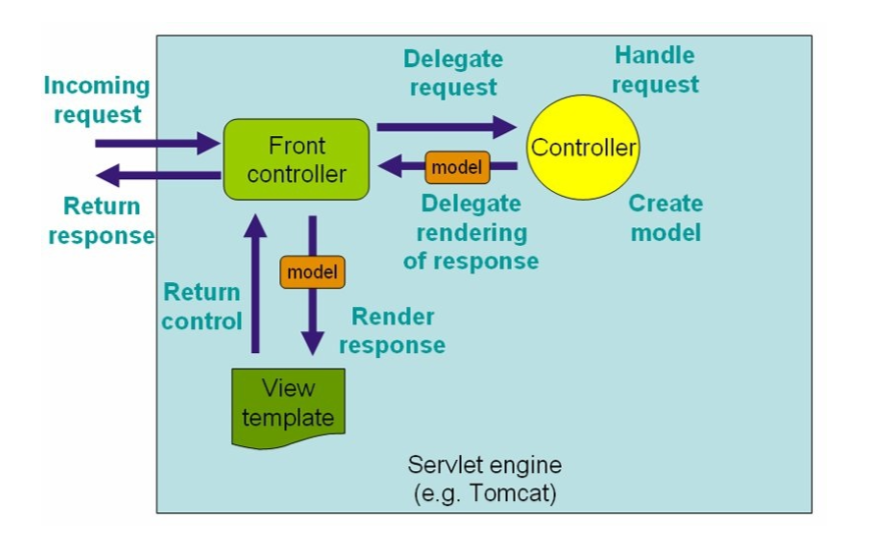 Incoming
request
Return
response
Front
controller
Delegate
request
model
Delegate
rendering
of response
Handle
request
Controller
Create
model
Return
control
model
Render
response
View
template
Servlet engine
(e.g. Tomcat)